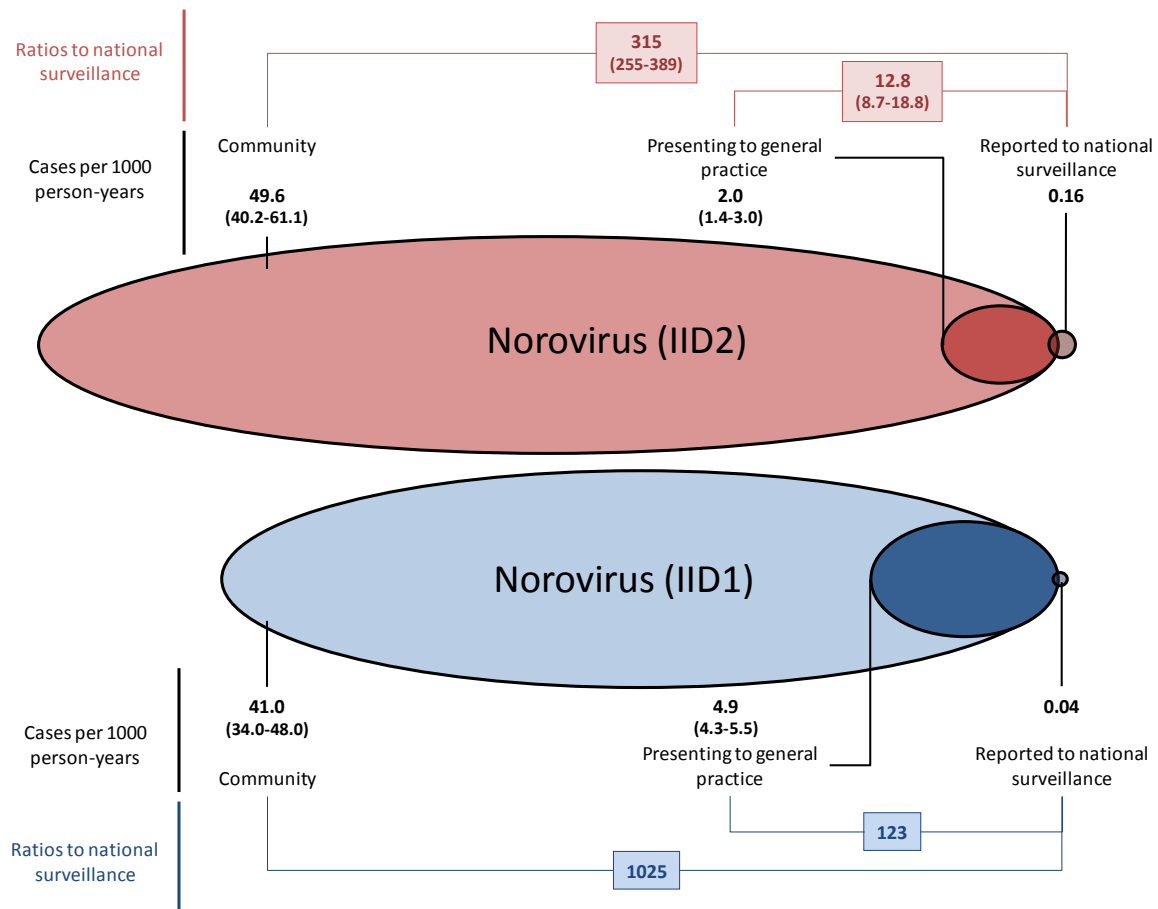 315
(255-389)
Ratios to national
surveillance
12.8
(8.7-18.8)
Community
Presenting to general
practice
Reported to national
surveillance
Cases per 1000
person-years
49.6
(40.2-61.1)
2.0
(1.4-3.0)
0.16
Norovirus (IID2)
Norovirus (IID1)
41.0
(34.0-48.0)
4.9
(4.3-5.5)
0.04
Cases per 1000
person-years
Community
Presenting to general
practice
Reported to national
surveillance
123
Ratios to national
surveillance
1025